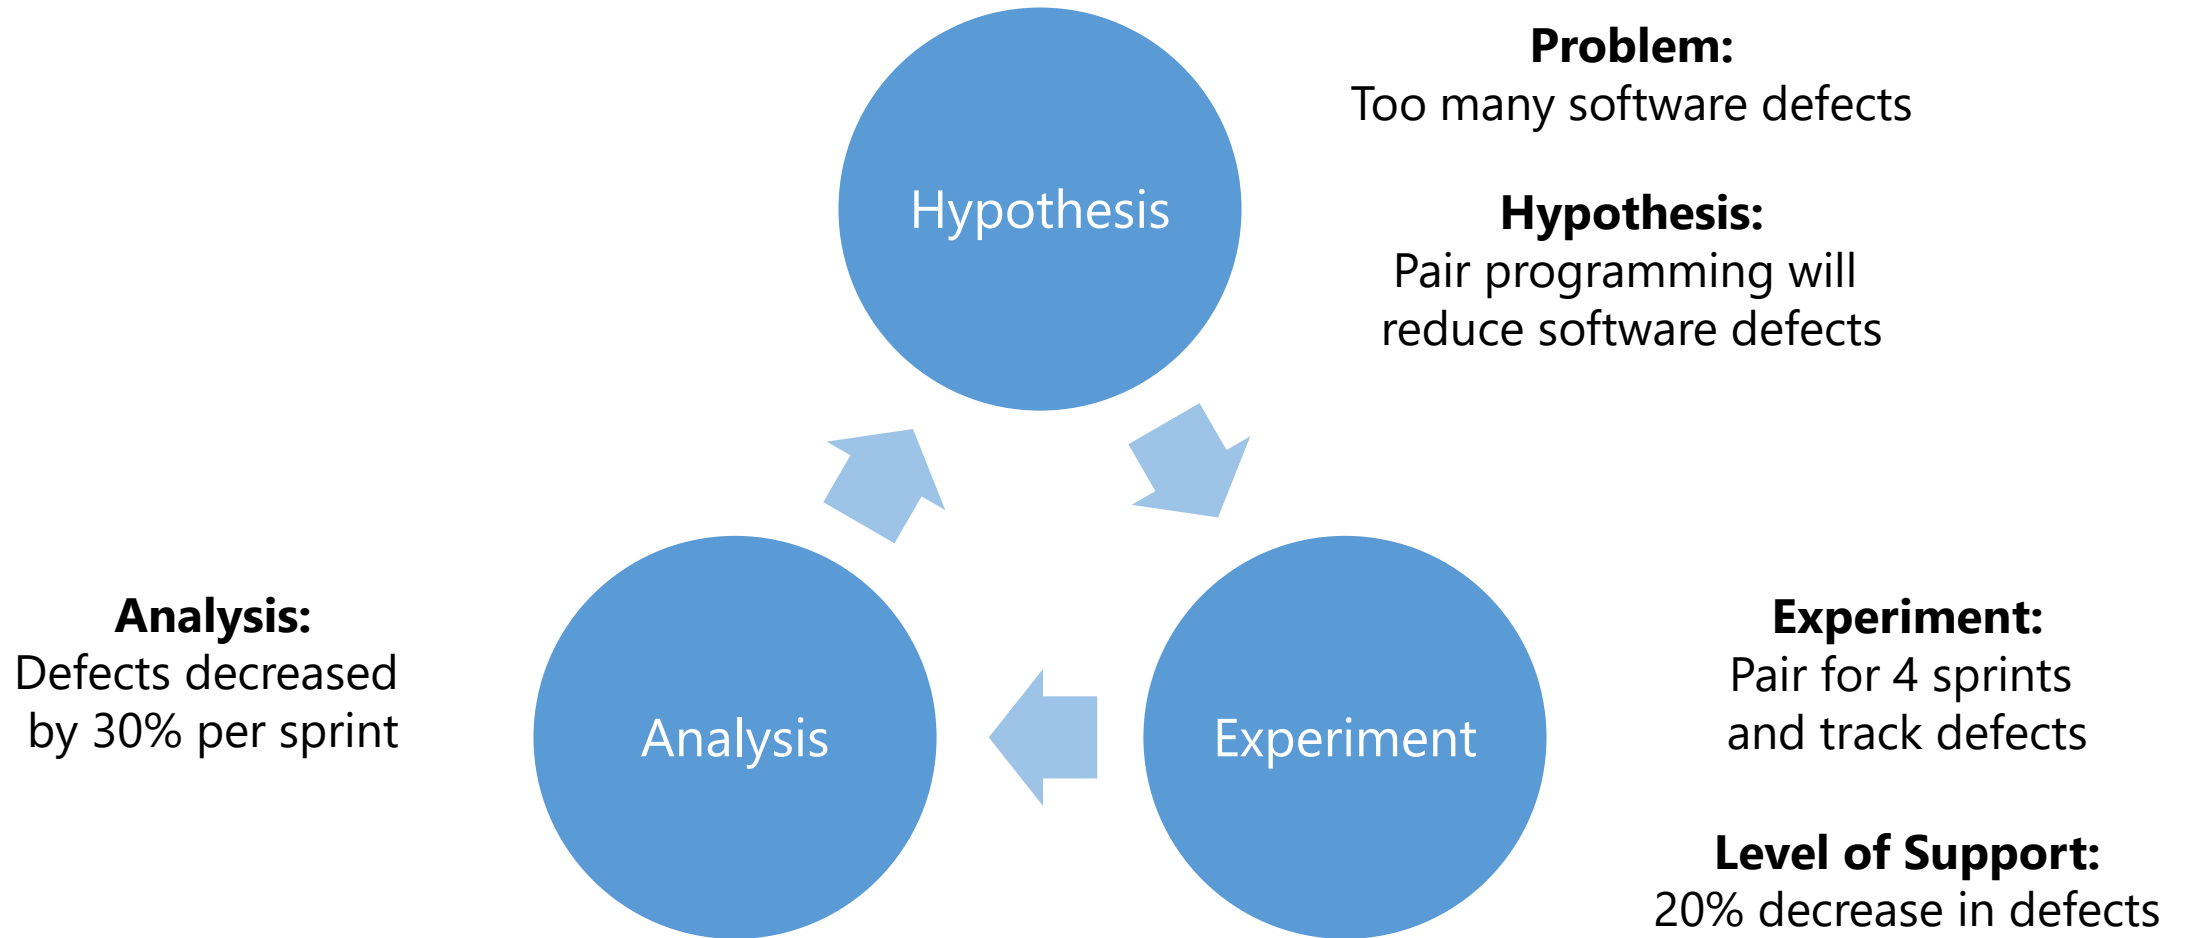 Hypothesis
Problem:
Too many software defects
Hypothesis:
Pair programming will
reduce software defects
Analysis:
Defects decreased
by 30% per sprint
Analysis
Experiment
Experiment:
Pair for 4 sprints
and track defects
Level of Support:
20% decrease in defects